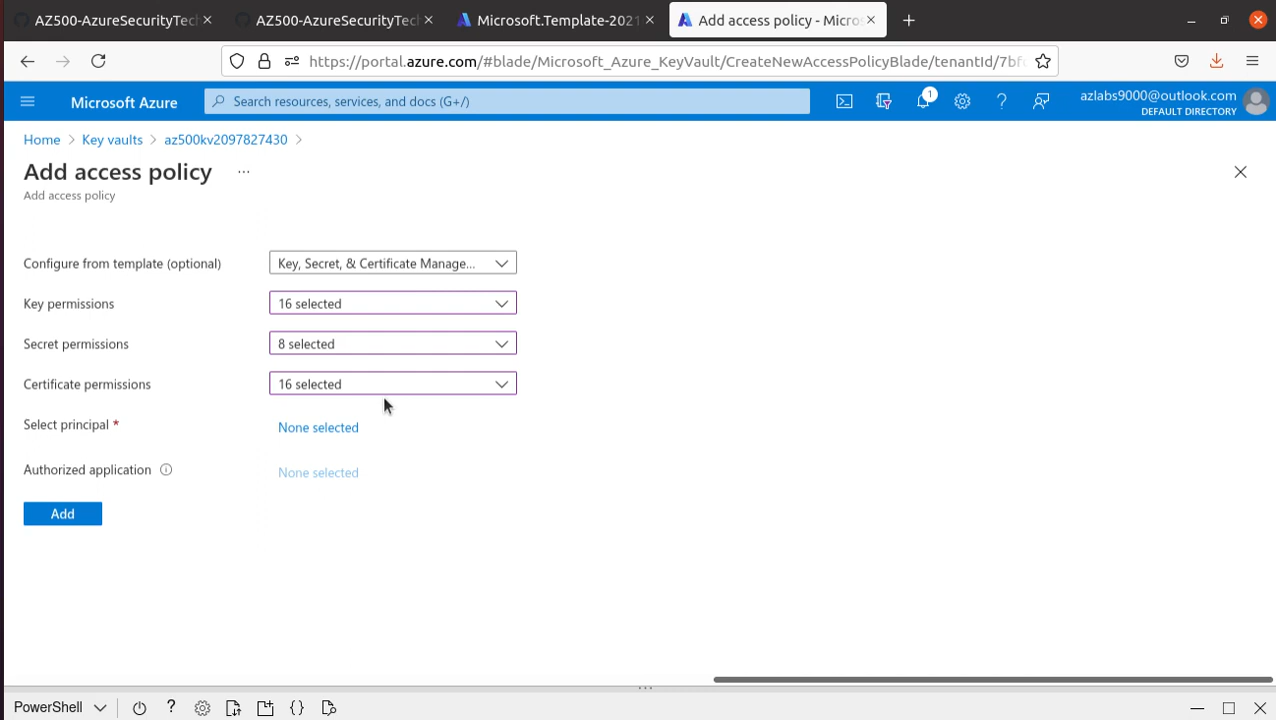 AZ500-AzureSecurityTech
AZ500-AzureSecurityTech
Microsoft.Template-2021
Add access policy - Micros
https://portal.azure.com/#blade/Microsoft_Azure_KeyVault/CreateNewAccessPolicyBlade/tenantId/7bf
Microsoft Azure
Search resources, services, and docs (G+/)
1
azlabs9000@outlook.com
DEFAULT DIRECTORY
Home > Key vaults > az500kv2097827430 >
Add access policy ...
Add access policy
Configure from template (optional)
Key, Secret, & Certificate Manage...
Key permissions
16 selected
Secret permissions
8 selected
Certificate permissions
16 selected
Select principal *
None selected
Authorized application
None selected
Add
PowerShell